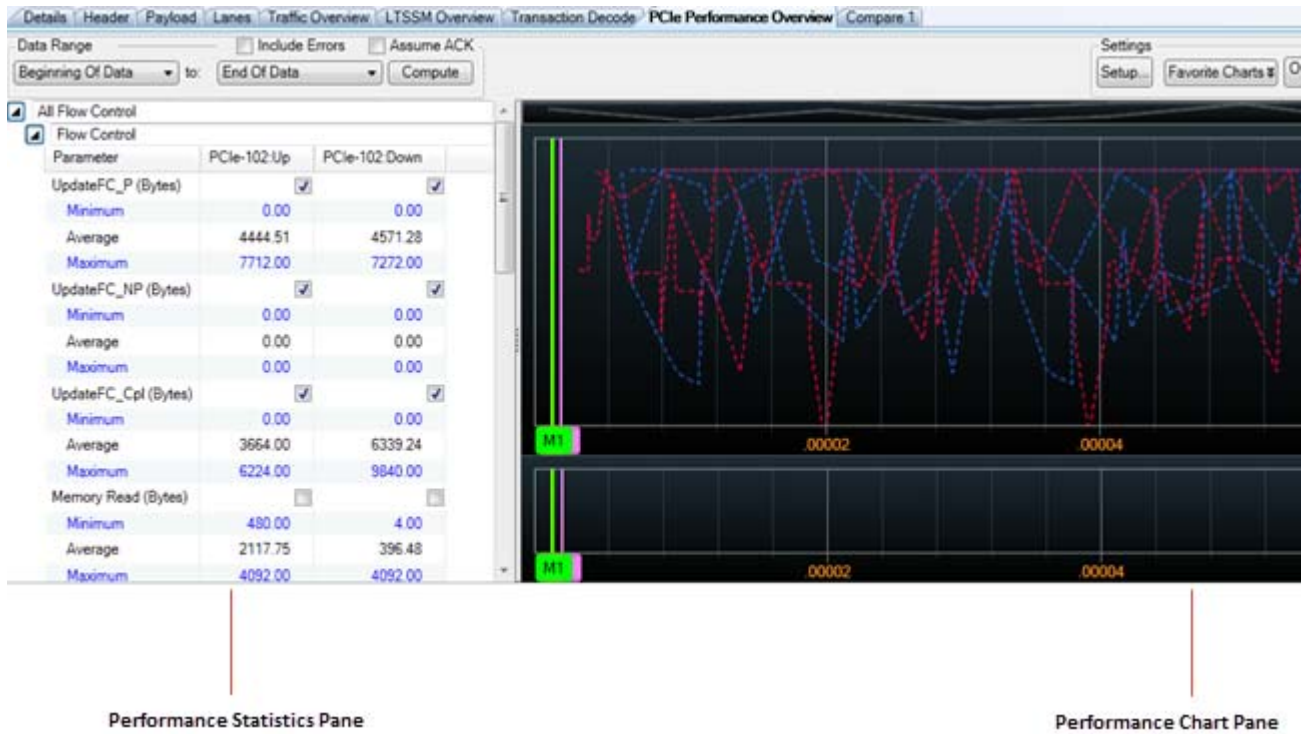 Details Header Payload Lanes Traffic Overview LTSSM Overview Transaction Decode PCIe Performance Overview Compare 1
Data Range Include Errors Assume ACK Settings
Beginning Of Data to: End Of Data Compute Setup... Favorite Charts
All Flow Control
Flow Control
Parameter PCIe-102:Up PCIe-102:Down
UpdateFC_P (Bytes)
Minimum 0.00 0.00
Average 4444.51 4571.28
Maximum 7712.00 7272.00
UpdateFC_NP (Bytes)
Minimum 0.00 0.00
Average 0.00 0.00
Maximum 0.00 0.00
UpdateFC_Cpl (Bytes)
Minimum 0.00 0.00
Average 3664.00 6339.24
Maximum 6224.00 9840.00
Memory Read (Bytes)
Minimum 480.00 4.00
Average 2117.75 396.48
Maximum 4092.00 4092.00
M1 .00002 .00004
M1 .00002 .00004
Performance Statistics Pane Performance Chart Pane